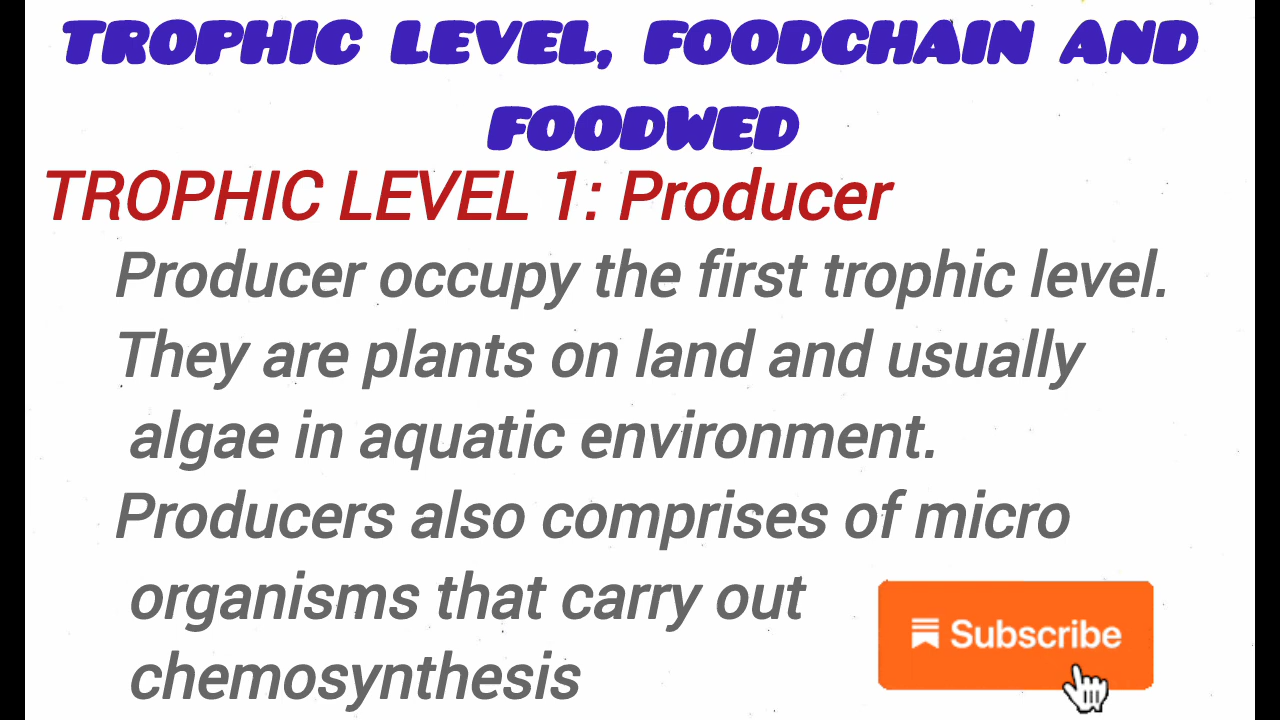 TROPHIC LEVEL, FOODCHAIN AND
FOODWED
TROPHIC LEVEL 1: Producer
Producer occupy the first trophic level.
They are plants on land and usually
algae in aquatic environment.
Producers also comprises of micro
organisms that carry out
chemosynthesis
Subscribe